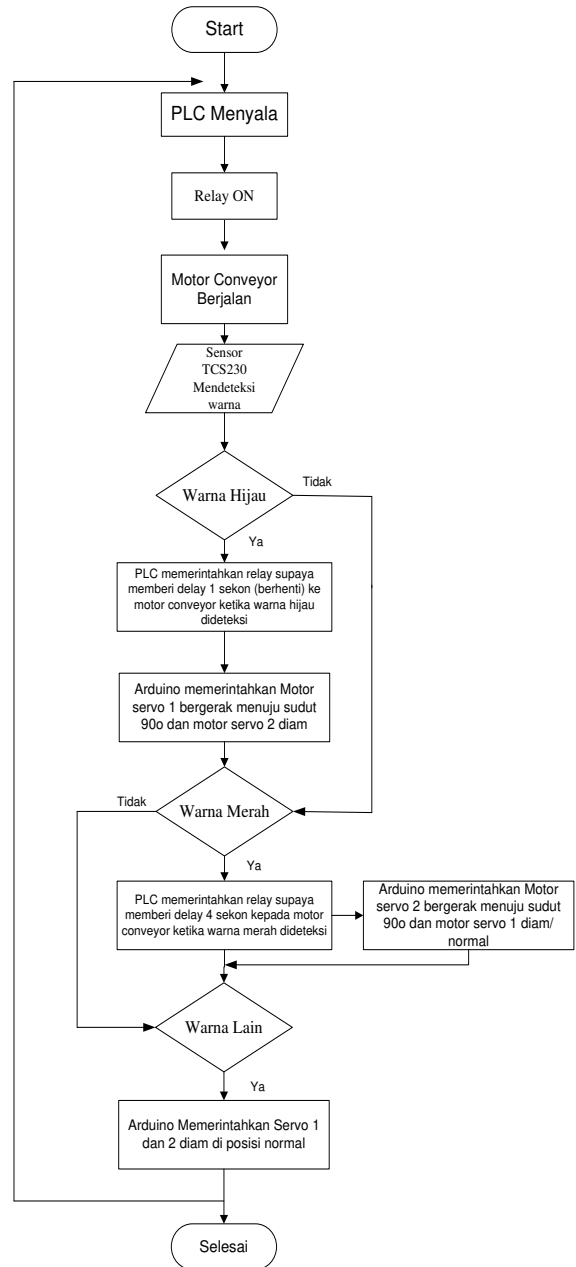 Start
PLC Menyala
Relay ON
Motor Conveyor
Berjalan
Sensor
TCS230
Mendeteksi
warna
Warna Hijau
Tidak
Ya
PLC memerintahkan relay supaya
memberi delay 1 sekon (berhenti) ke
motor conveyor ketika warna hijau
dideteksi
Arduino memerintahkan Motor
servo 1 bergerak menuju sudut
90o dan motor servo 2 diam
Warna Merah
Tidak
Ya
PLC memerintahkan relay supaya
memberi delay 4 sekon kepada motor
conveyor ketika warna merah dideteksi
Arduino memerintahkan Motor
servo 2 bergerak menuju sudut
90o dan motor servo 1 diam/
normal
Warna Lain
Ya
Arduino Memerintahkan Servo 1
dan 2 diam di posisi normal
Selesai